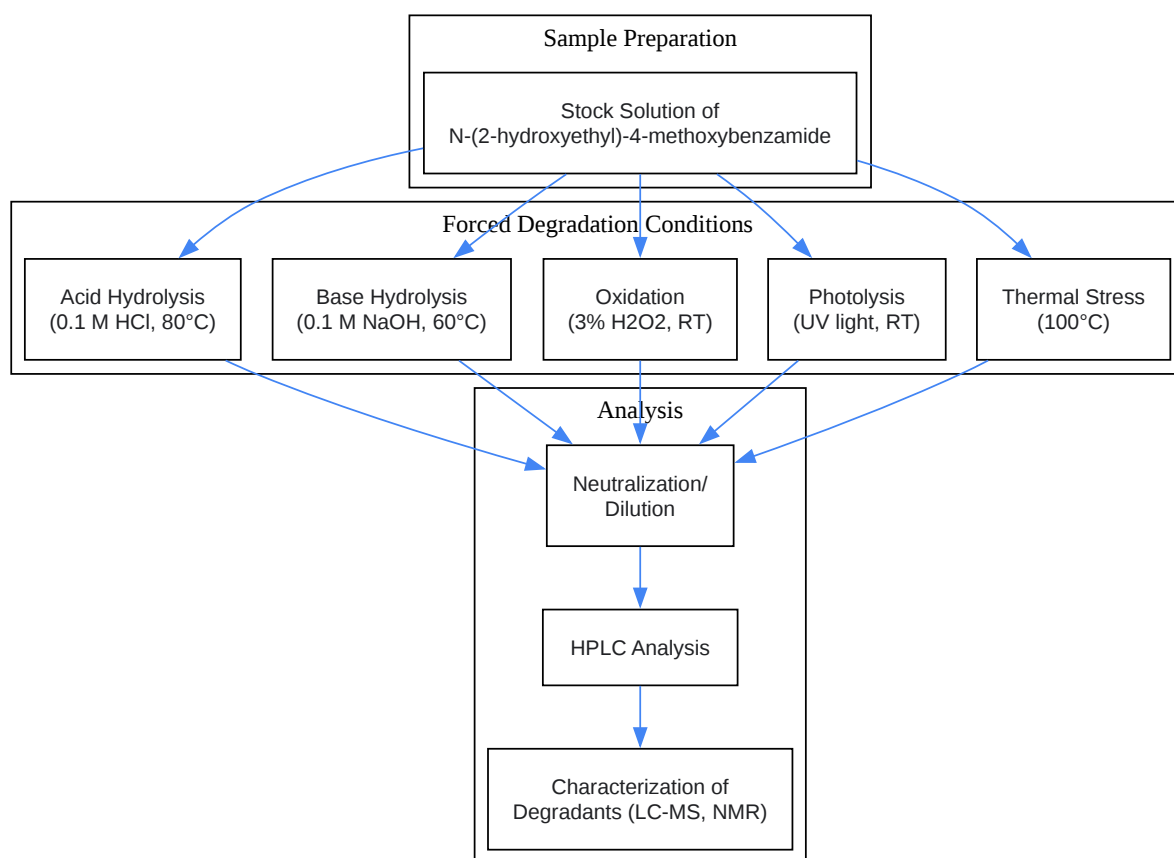 Sample Preparation
Stock Solution of
N-(2-hydroxyethyl)-4-methoxybenzamide
Forced Degradation Conditions
Acid Hydrolysis
(0.1 M HCl, 80°C)
Base Hydrolysis
(0.1 M NaOH, 60°C)
Oxidation
(3% H2O2, RT)
Photolysis
(UV light, RT)
Thermal Stress
(100°C)
Analysis
Neutralization/
Dilution
HPLC Analysis
Characterization of
Degradants (LC-MS, NMR)